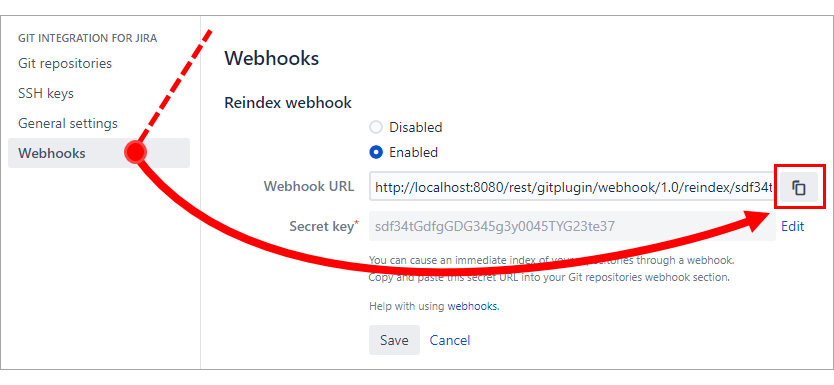 GIT INTEGRATION FOR JIRA
Git repositories
SSH keys
General settings
Webhooks
Webhooks
Reindex webhook
Disabled
Enabled
Webhook URL
http://localhost:8080/rest/gitplugin/webhook/1.0/reindex/sdf34t
Secret key*
sdf34tGdfgGDG345g3y0045TYG23te37
Edit
You can cause an immediate index of your repositories through a webhook.
Copy and paste this secret URL into your Git repositories webhook section.
Help with using webhooks.
Save Cancel